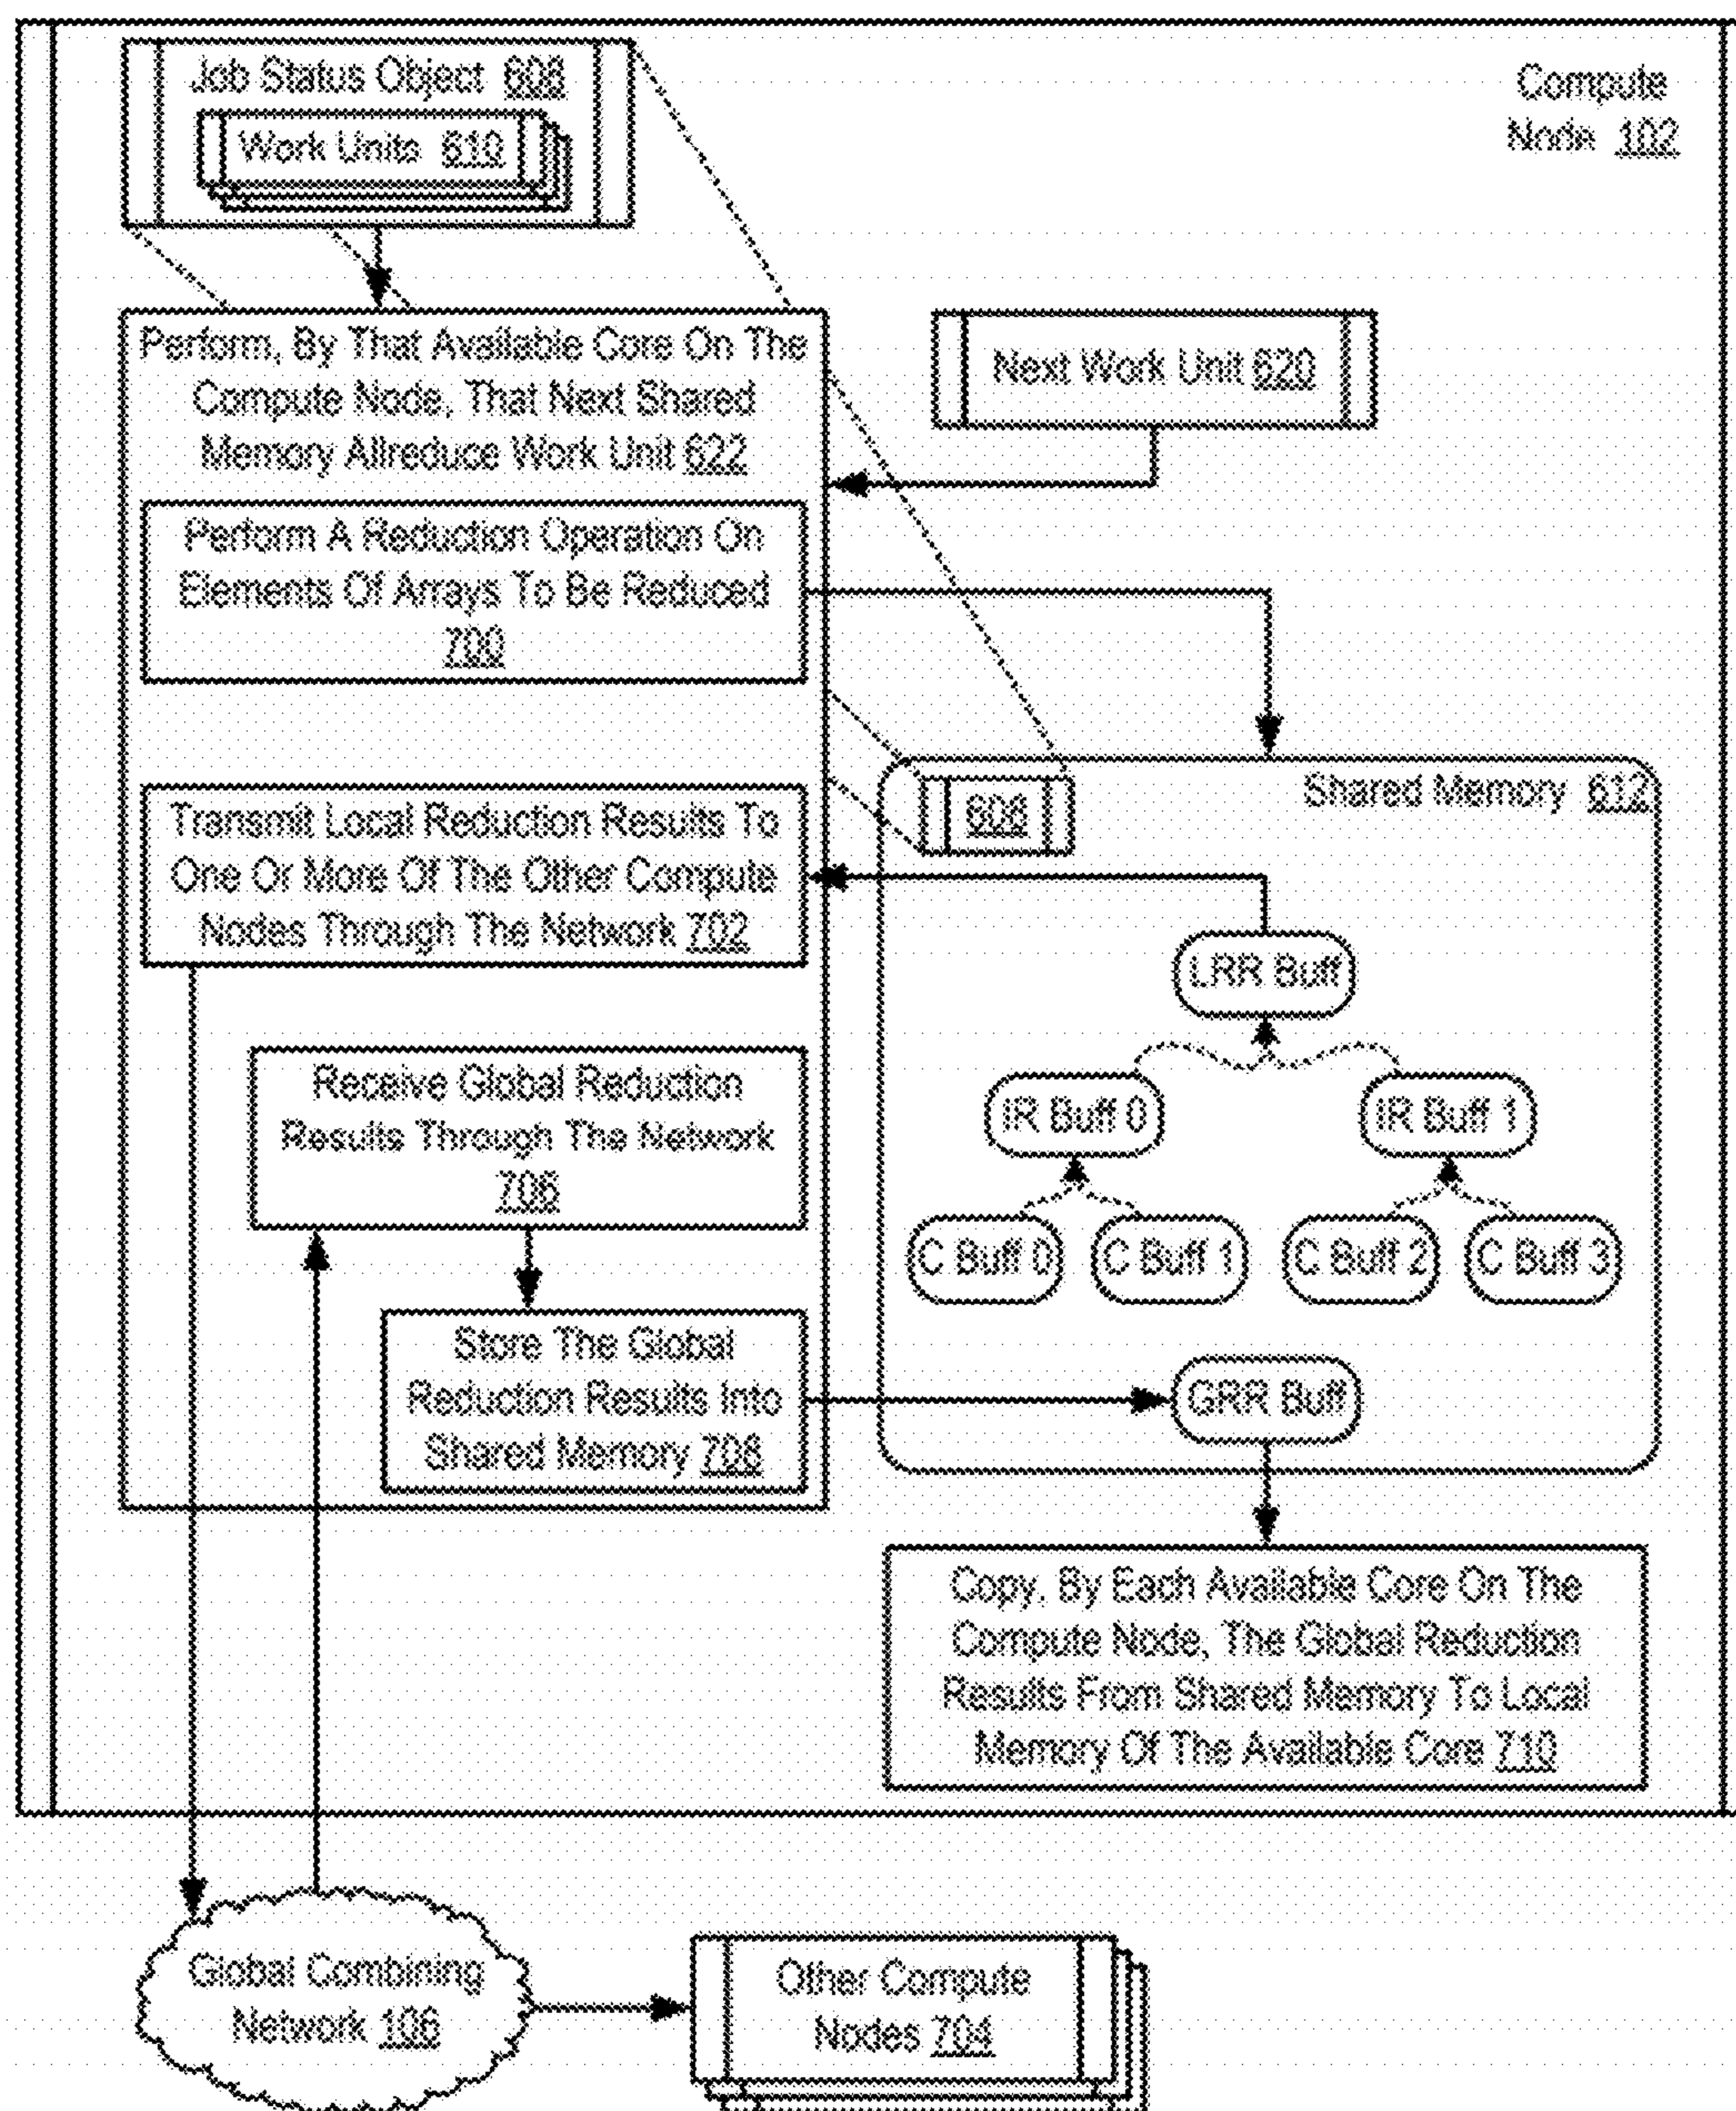 Job Status Object 608
Work Units 610
Compute
Node 102
Perform, By That Available Core On The
Compute Node, That Next Shared
Memory Allreduce Work Unit 622
Next Work Unit 620
Perform A Reduction Operation On
Elements Of Arrays To Be Reduced
700
Shared Memory 612
608
Transmit Local Reduction Results To
One Or More Of The Other Compute
Nodes Through The Network 702
LRR Buff
Receive Global Reduction
Results Through The Network
706
IR Buff 0
IR Buff 1
C Buff 0
C Buff 1
C Buff 2
C Buff 3
Store The Global
Reduction Results Into
Shared Memory 708
GRR Buff
Copy, By Each Available Core On The
Compute Node, The Global Reduction
Results From Shared Memory To Local
Memory Of The Available Core 710
Global Combining
Network 106
Other Compute
Nodes 704